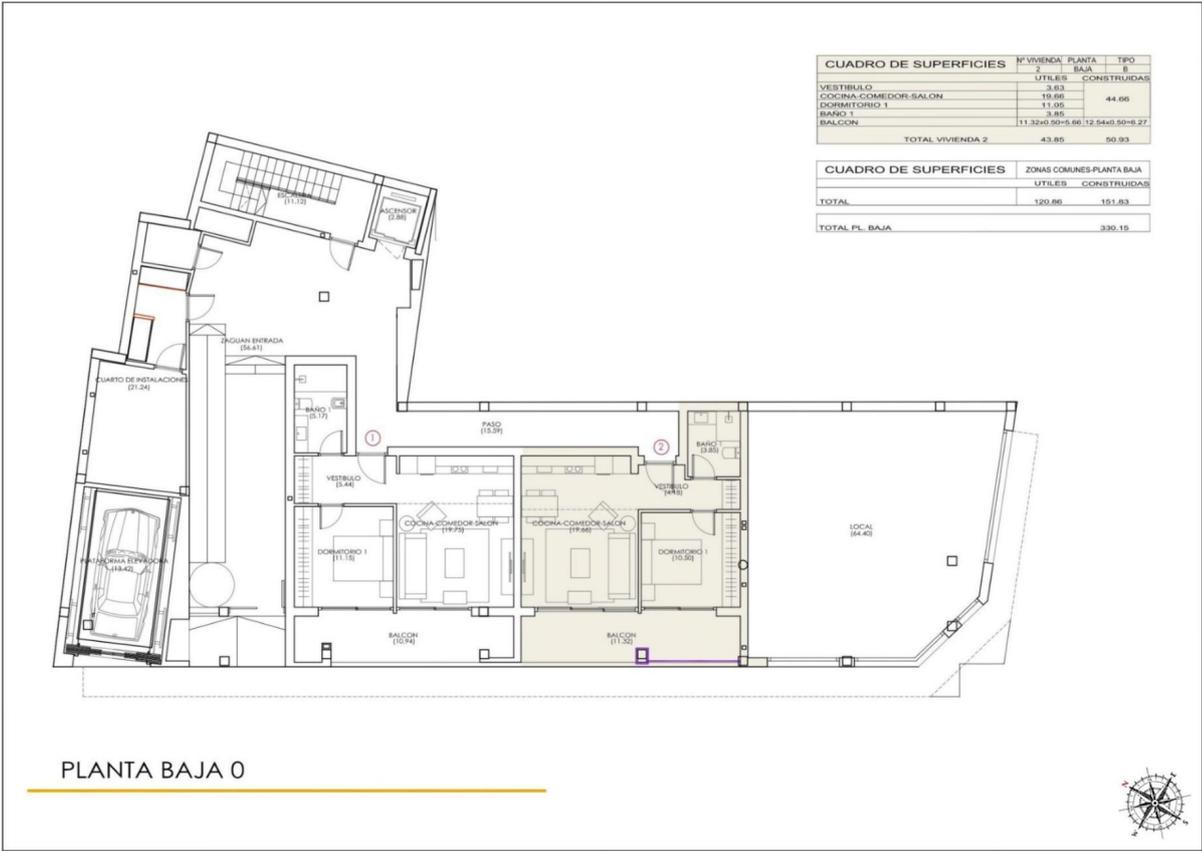 CUADRO DE SUPERFICIES Nº VIVIENDA PLANTA TIPO
2 BAJA B
UTILES CONSTRUIDAS
VESTIBULO 3.63
COCINA-COMEDOR-SALON 19.66 44.66
DORMITORIO 1 11.05
BAÑO 1 3.85
BALCON 11.32x0.50=5.66 12.54x0.50=6.27
TOTAL VIVIENDA 2 43.85 50.93
CUADRO DE SUPERFICIES ZONAS COMUNES-PLANTA BAJA
UTILES CONSTRUIDAS
TOTAL 120.86 151.83
TOTAL PL. BAJA 330.15
ESCALERA
(11.12)
ASCENSOR
(2.88)
ZAGUAN ENTRADA
(56.61)
CUARTO DE INSTALACIONES
(21.24)
BAÑO 1
(5.17)
PASO
(15.59)
1
2
BAÑO 1
(3.85)
VESTIBULO
(5.44)
VESTIBULO
(4.18)
COCINA-COMEDOR-SALON
(19.75)
COCINA-COMEDOR-SALON
(19.66)
LOCAL
(64.40)
DORMITORIO 1
(11.15)
DORMITORIO 1
(10.50)
PLATAFORMA ELEVADORA
(13.42)
BALCON
(10.94)
BALCON
(11.32)
PLANTA BAJA 0
N
E
S
W